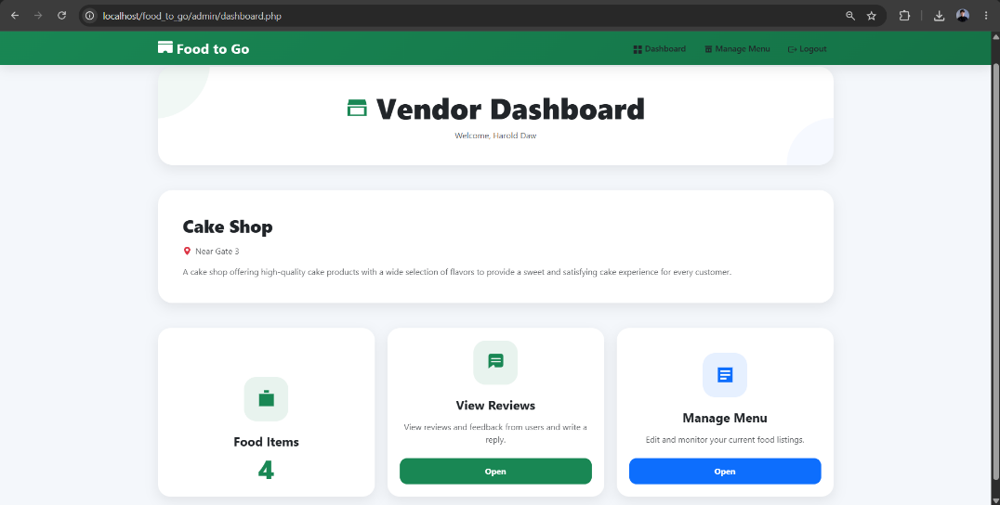 localhost/food_to_go/admin/dashboard.php
Food to Go
Dashboard
Manage Menu
Logout
Vendor Dashboard
Welcome, Harold Daw
Cake Shop
Near Gate 3
A cake shop offering high-quality cake products with a wide selection of flavors to provide a sweet and satisfying cake experience for every customer.
Food Items
4
View Reviews
View reviews and feedback from users and write a
reply.
Open
Manage Menu
Edit and monitor your current food listings.
Open